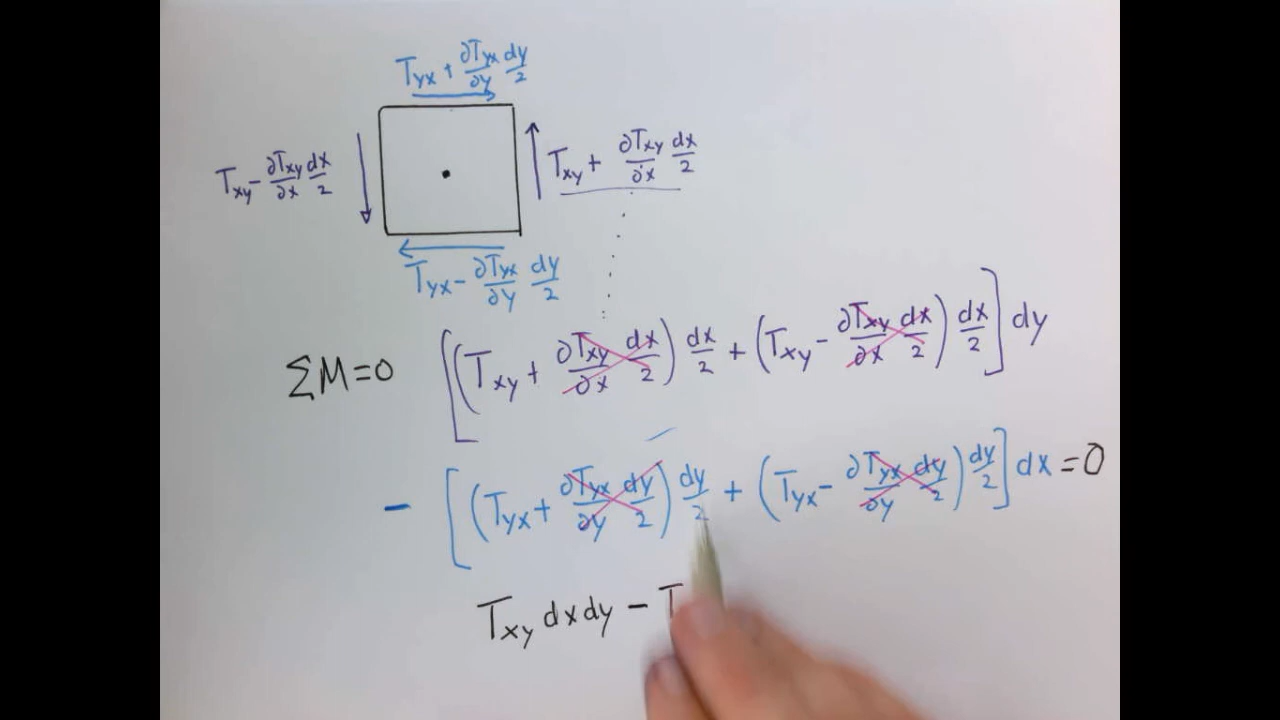 Tyx + ∂Tyx/∂y dy/2
Txy − ∂Txy/∂x dx/2
Txy + ∂Txy/∂x dx/2
Tyx − ∂Tyx/∂y dy/2
ΣM=0 [(Txy + ∂Txy/∂x dx/2) dx/2 + (Txy − ∂Txy/∂x dx/2) dx/2] dy
− [(Tyx + ∂Tyx/∂y dy/2) dy/2 + (Tyx − ∂Tyx/∂y dy/2) dy/2] dx = 0
Txy dx dy − T